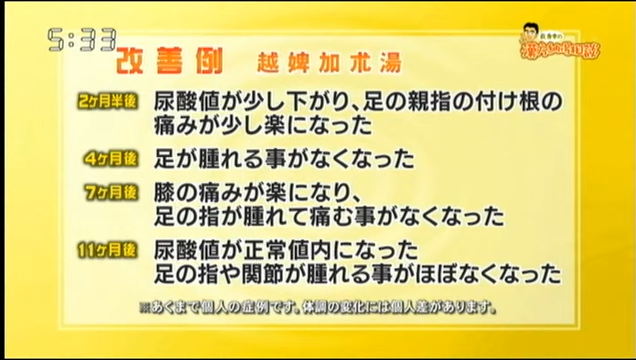 5:33
改善例 越婢加朮湯
2ヶ月半後 尿酸値が少し下がり、足の親指の付け根の
痛みが少し楽になった
4ヶ月後 足が腫れる事がなくなった
7ヶ月後 膝の痛みが楽になり、
足の指が腫れて痛む事がなくなった
11ヶ月後 尿酸値が正常値内になった
足の指や関節が腫れる事がほぼなくなった
※あくまで個人の症例です。体調の変化には個人差があります。